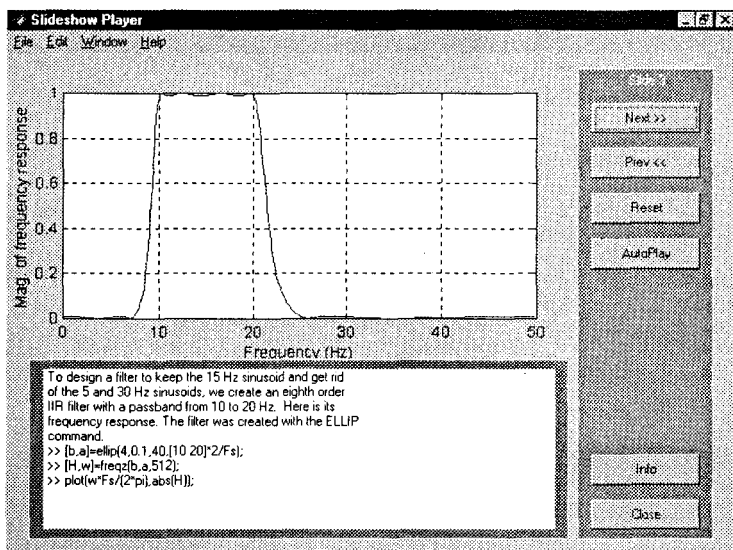 Slideshow Player
File Edit Window Help
Mag. of frequency response
1
0.8
0.6
0.4
0.2
0
0 10 20 30 40 50
Frequency (Hz)
Next >>
Prev <<
Reset
AutoPlay
Info
Close
To design a filter to keep the 15 Hz sinusoid and get rid
of the 5 and 30 Hz sinusoids, we create an eighth order
IIR filter with a passband from 10 to 20 Hz. Here is its
frequency response. The filter was created with the ELLIP
command.
>> [b,a]=ellip(4,0.1,40,[10 20]*2/Fs);
>> [H,w]=freqz(b,a,512);
>> plot(w*Fs/(2*pi),abs(H));